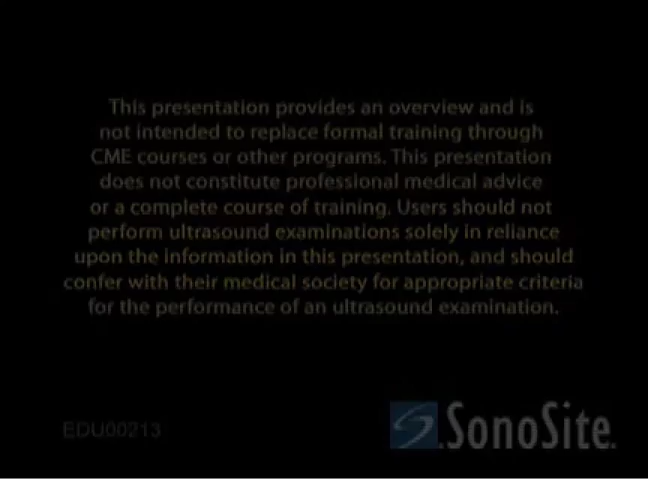 This presentation provides an overview and is
not intended to replace formal training through
CME courses or other programs. This presentation
does not constitute professional medical advice
or a complete course of training. Users should not
perform ultrasound examinations solely in reliance
upon the information in this presentation, and should
confer with their medical society for appropriate criteria
for the performance of an ultrasound examination.
EDU00213
SonoSite.